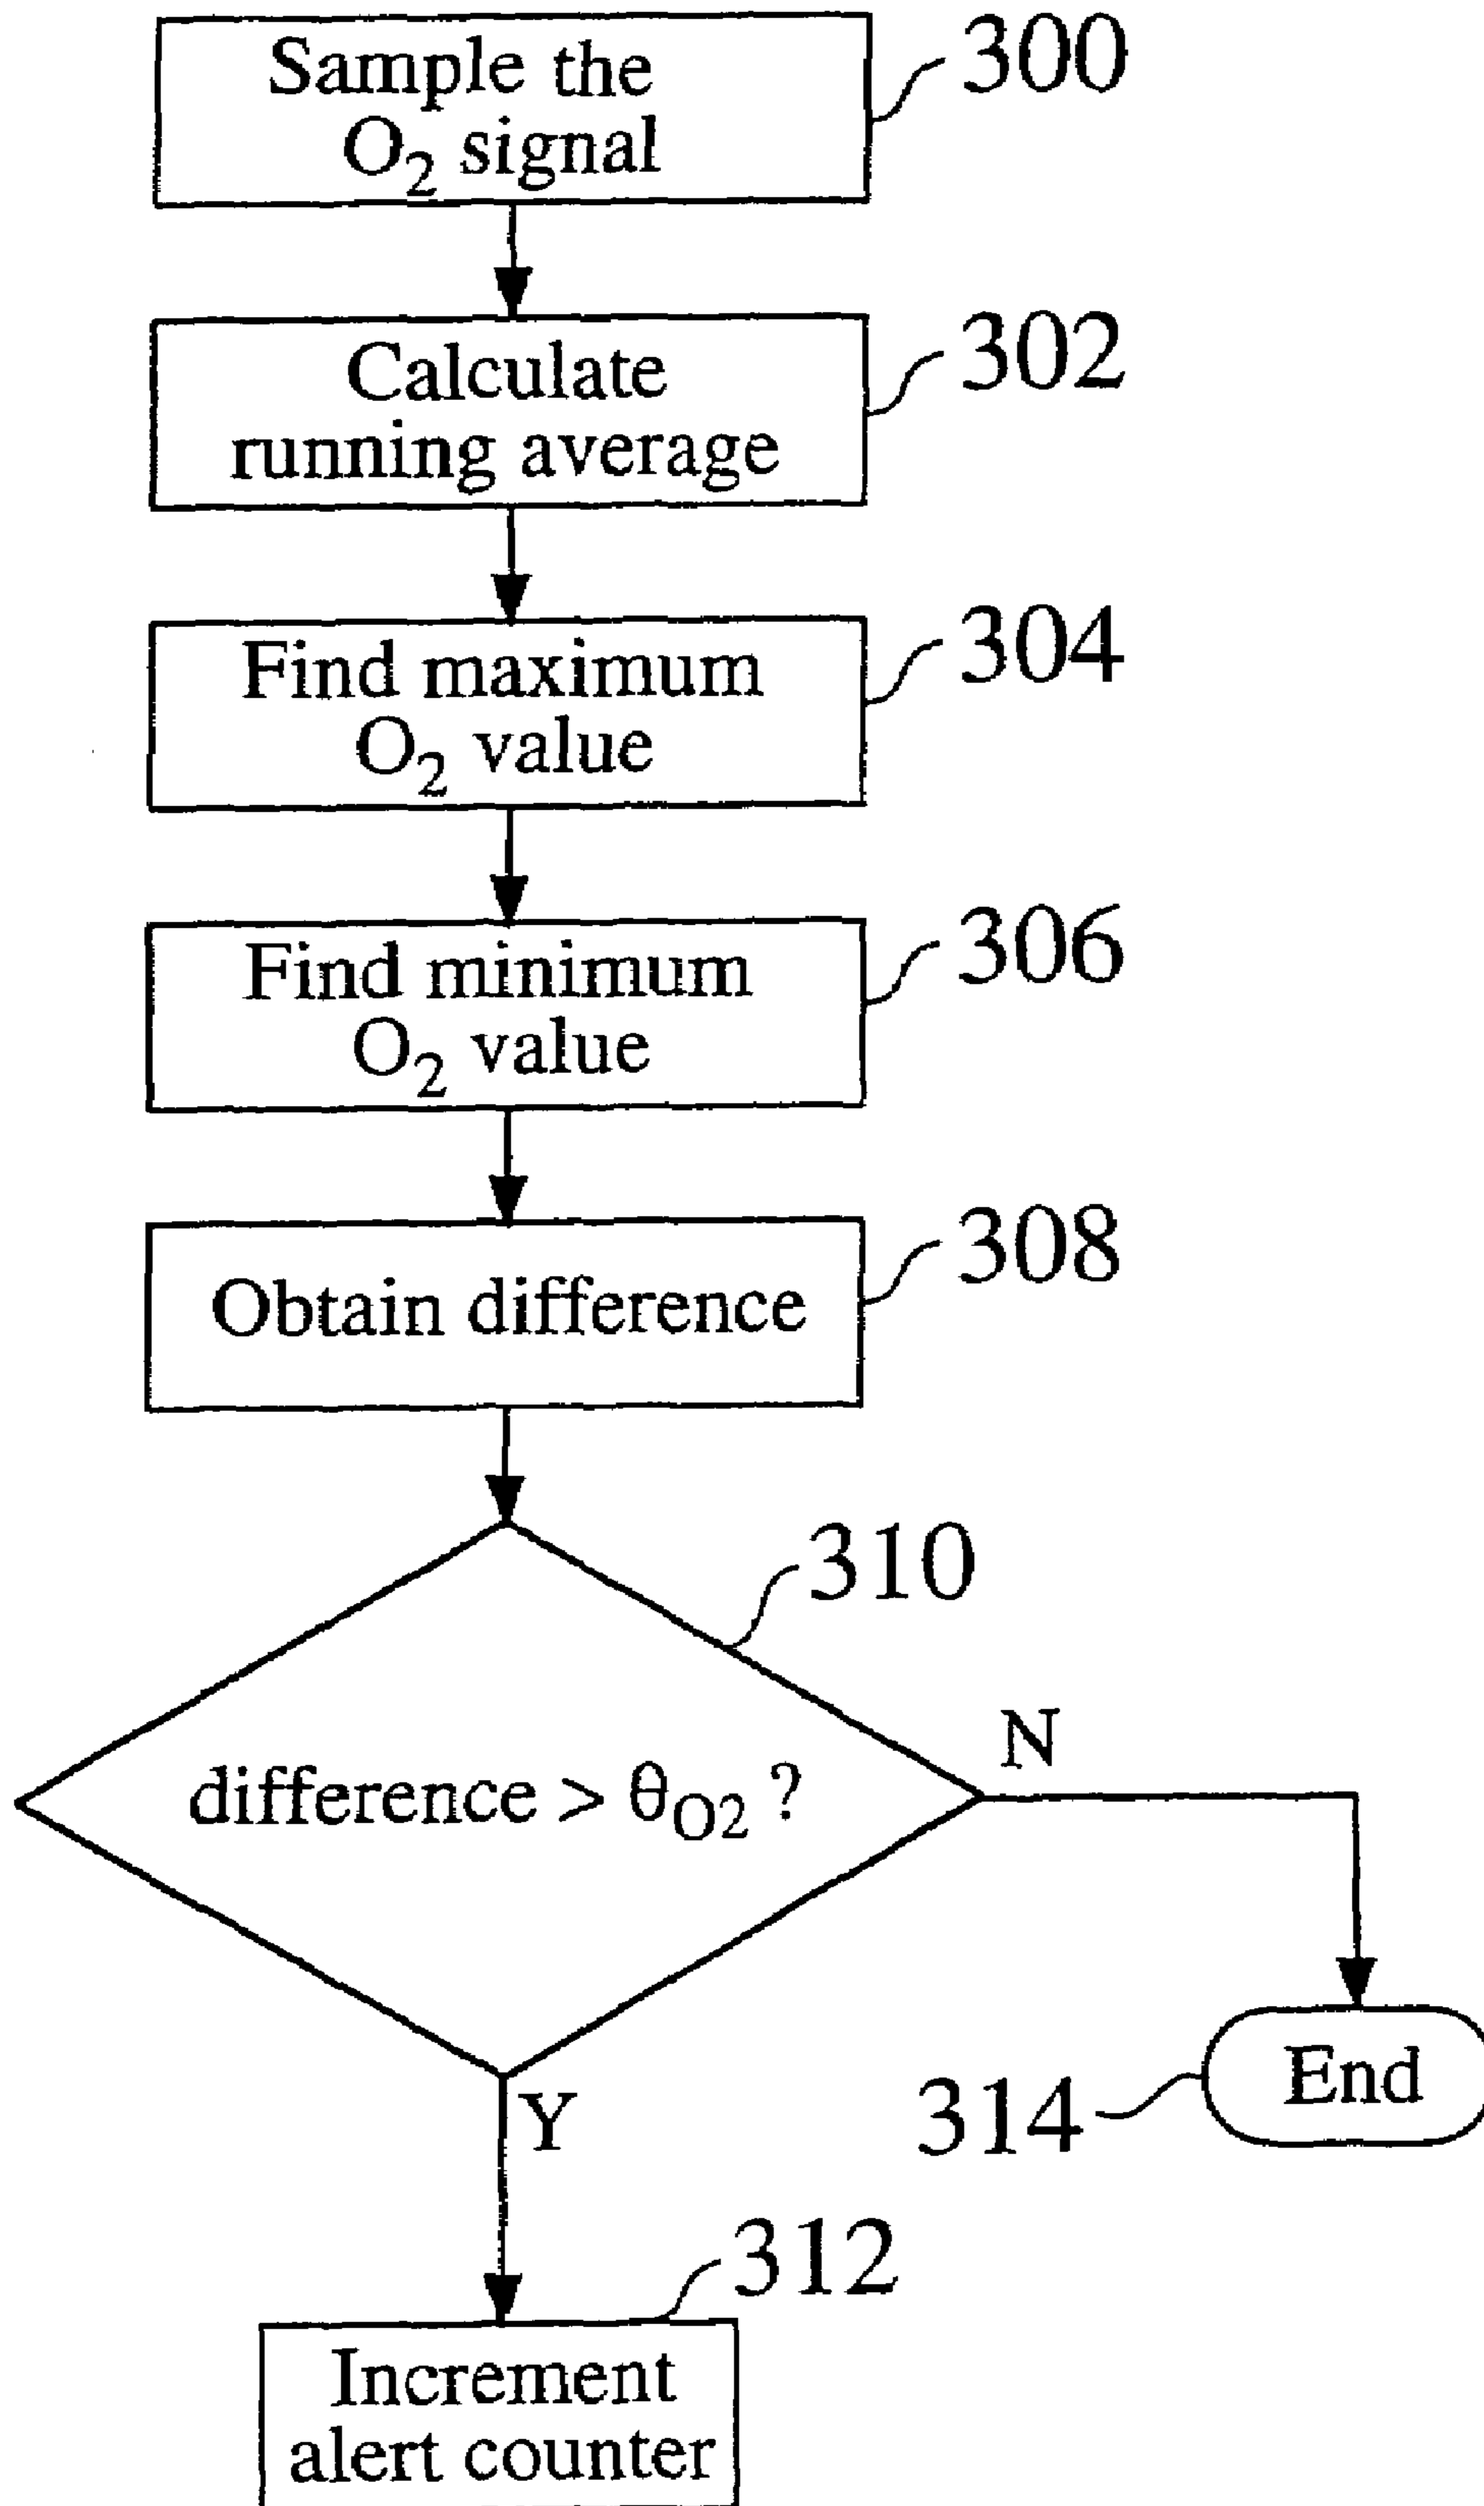 Sample the
O₂ signal
300
Calculate
running average
302
Find maximum
O₂ value
304
Find minimum
O₂ value
306
Obtain difference
308
310
difference > θO₂ ?
N
Y
End
314
312
Increment
alert counter